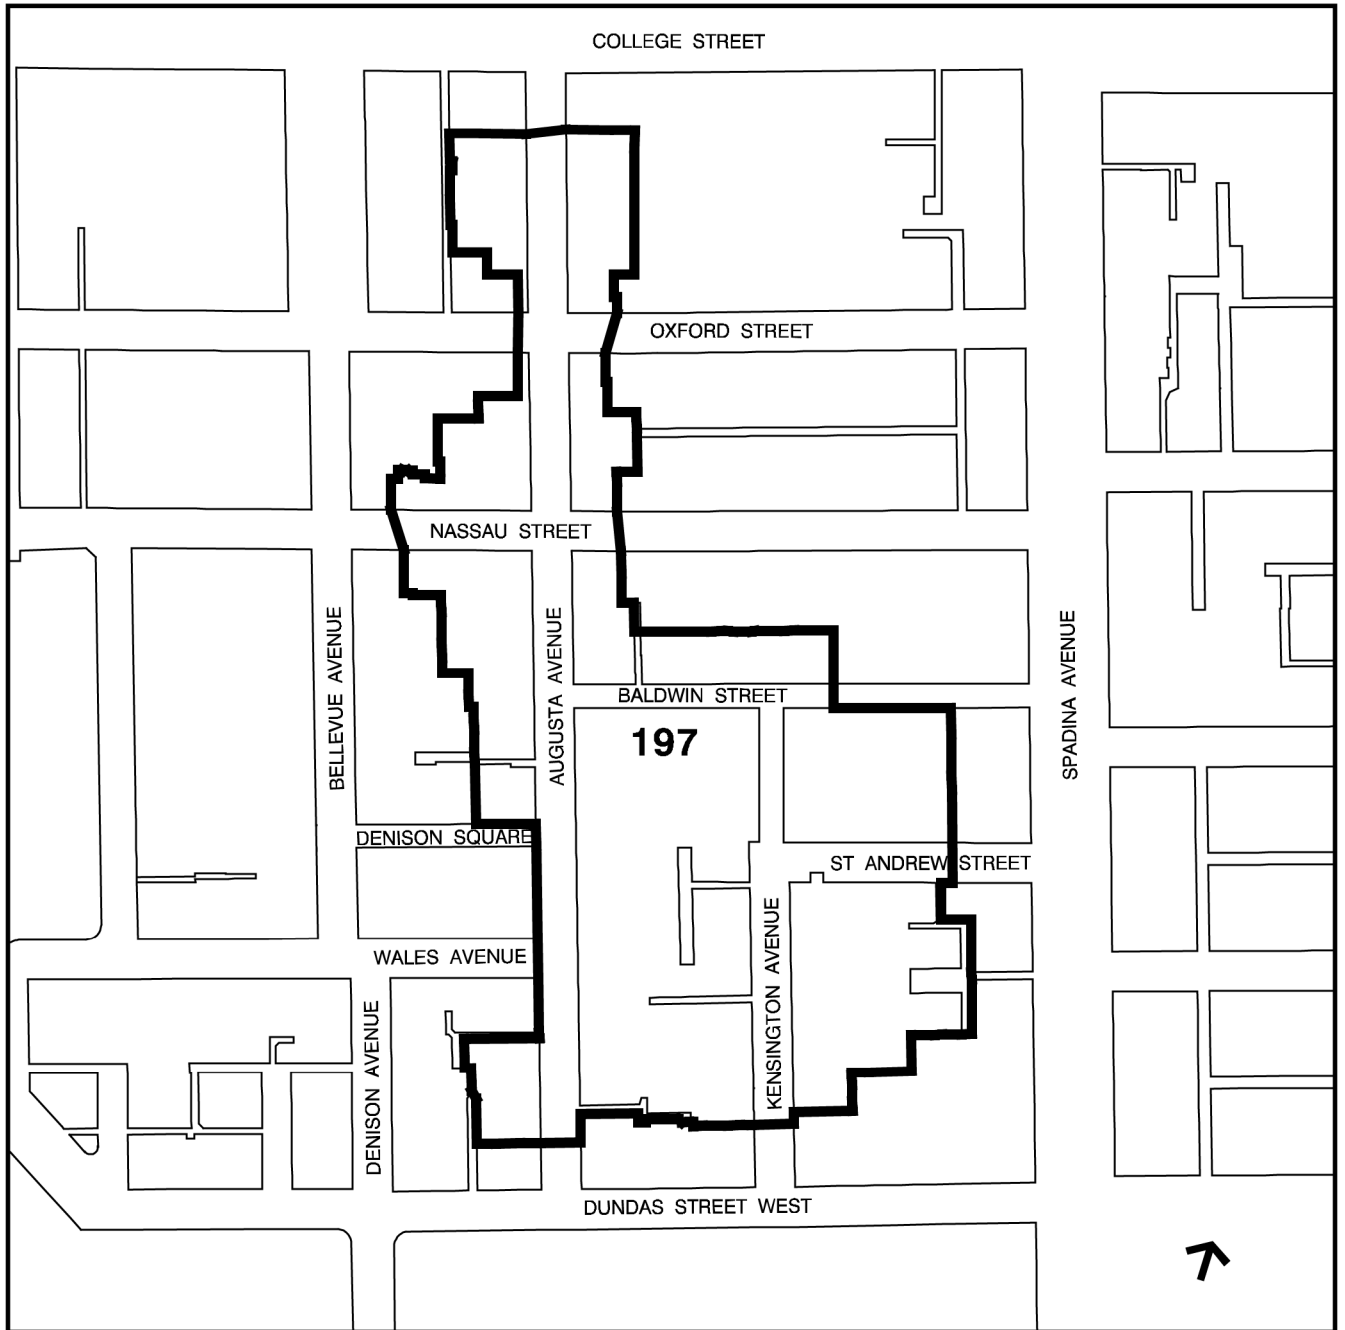 COLLEGE STREET
OXFORD STREET
NASSAU STREET
BELLEVUE AVENUE
AUGUSTA AVENUE
SPADINA AVENUE
BALDWIN STREET
197
DENISON SQUARE
ST ANDREW STREET
KENSINGTON AVENUE
WALES AVENUE
DENISON AVENUE
DUNDAS STREET WEST